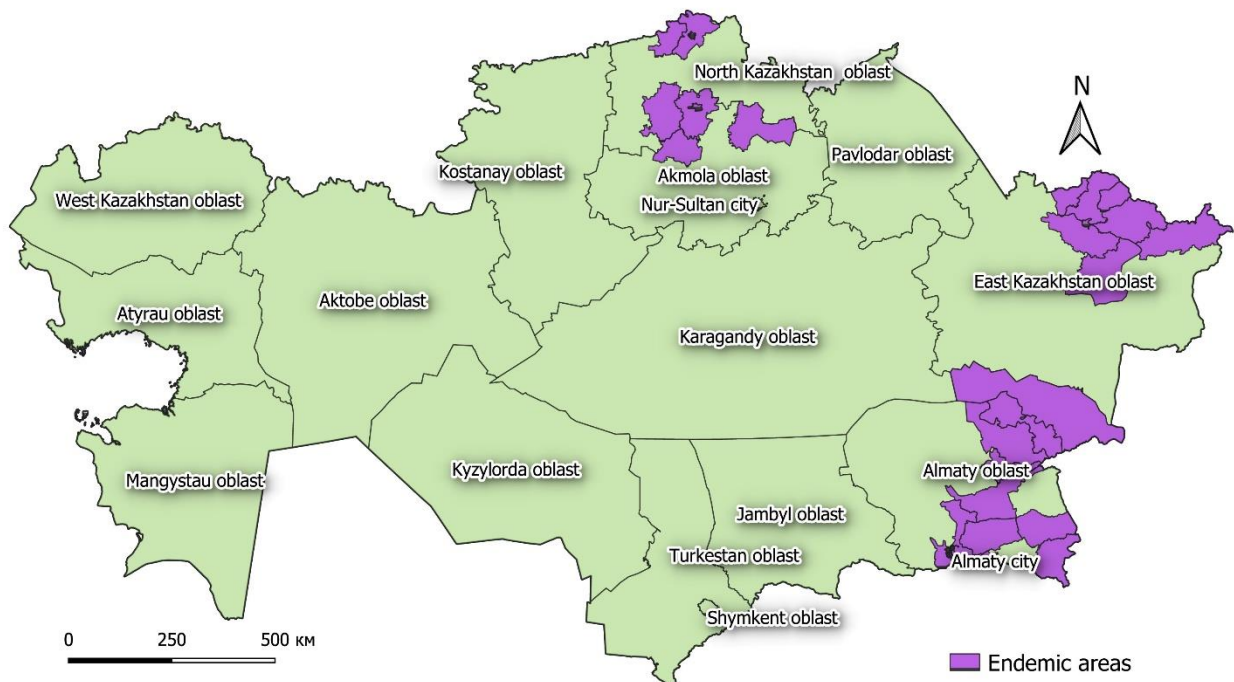 North Kazakhstan oblast
N
Kostanay oblast
Pavlodar oblast
Akmola oblast
West Kazakhstan oblast
Nur-Sultan city
East Kazakhstan oblast
Aktobe oblast
Atyrau oblast
Karagandy oblast
Kyzylorda oblast
Almaty oblast
Mangystau oblast
Jambyl oblast
Turkestan oblast
Almaty city
Shymkent oblast
0 250 500 км
Endemic areas